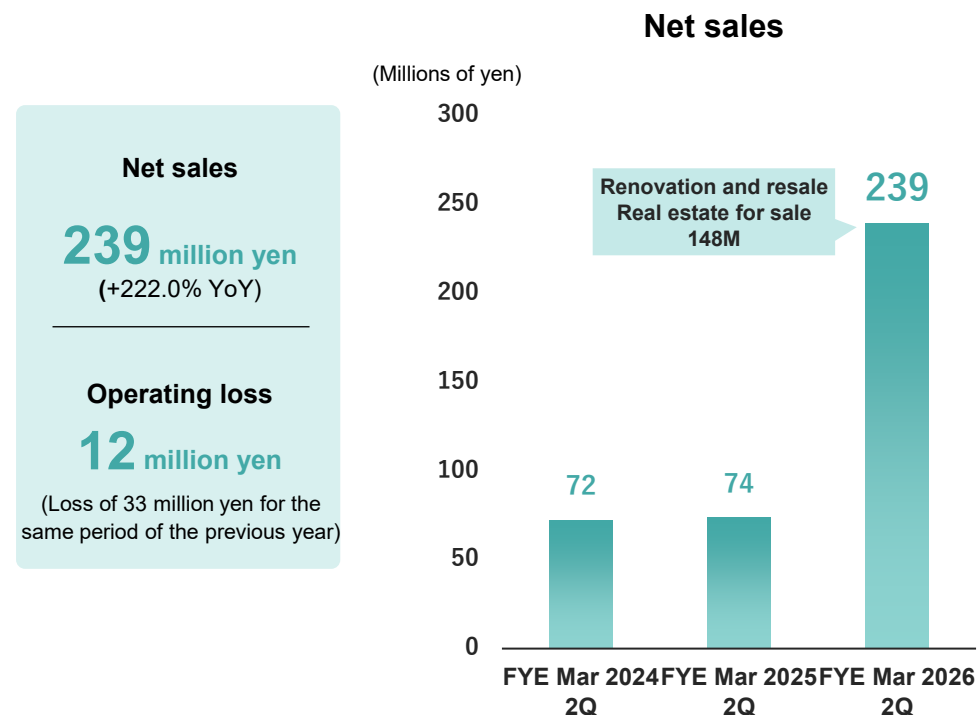 Net sales
239 million yen
(+222.0% YoY)
Operating loss
12 million yen
(Loss of 33 million yen for the
same period of the previous year)
Net sales
(Millions of yen)
300
250
200
150
100
50
0
Renovation and resale
Real estate for sale
148M
72
74
239
FYE Mar 2024
2Q
FYE Mar 2025
2Q
FYE Mar 2026
2Q